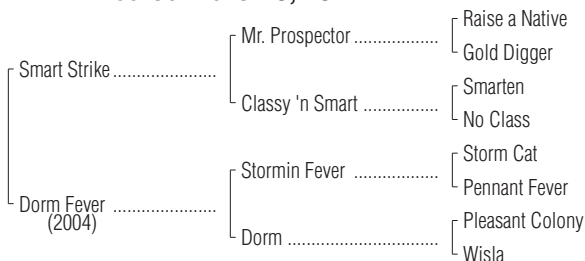 Raise a Native
Mr. Prospector
Gold Digger
Smart Strike
Smarten
Classy 'n Smart
No Class
Storm Cat
Stormin Fever
Pennant Fever
Dorm Fever
(2004)
Pleasant Colony
Dorm
Wisla